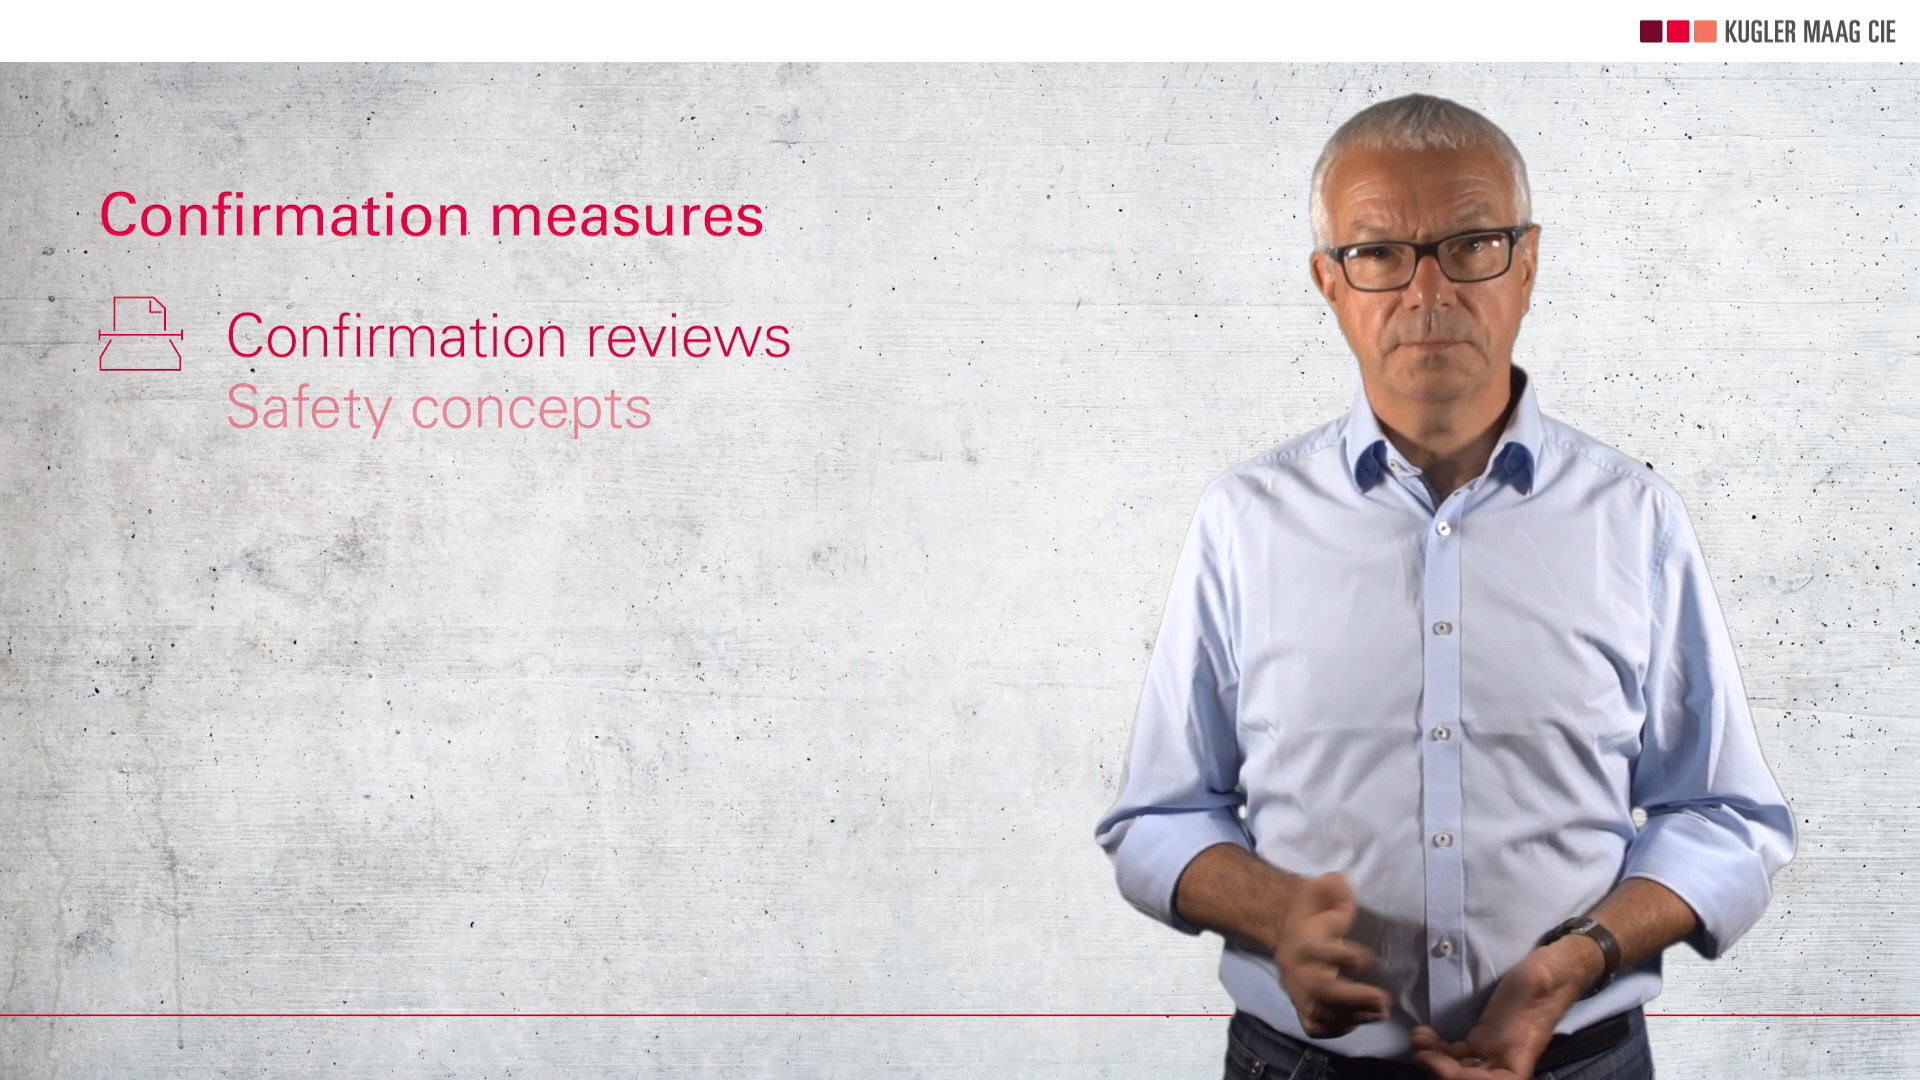 KUGLER MAAG CIE
Confirmation measures
Confirmation reviews
Safety concepts